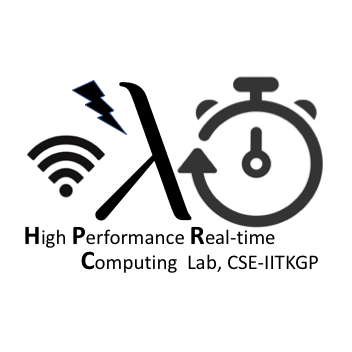 λ
High Performance Real-time
Computing Lab, CSE-IITKGP